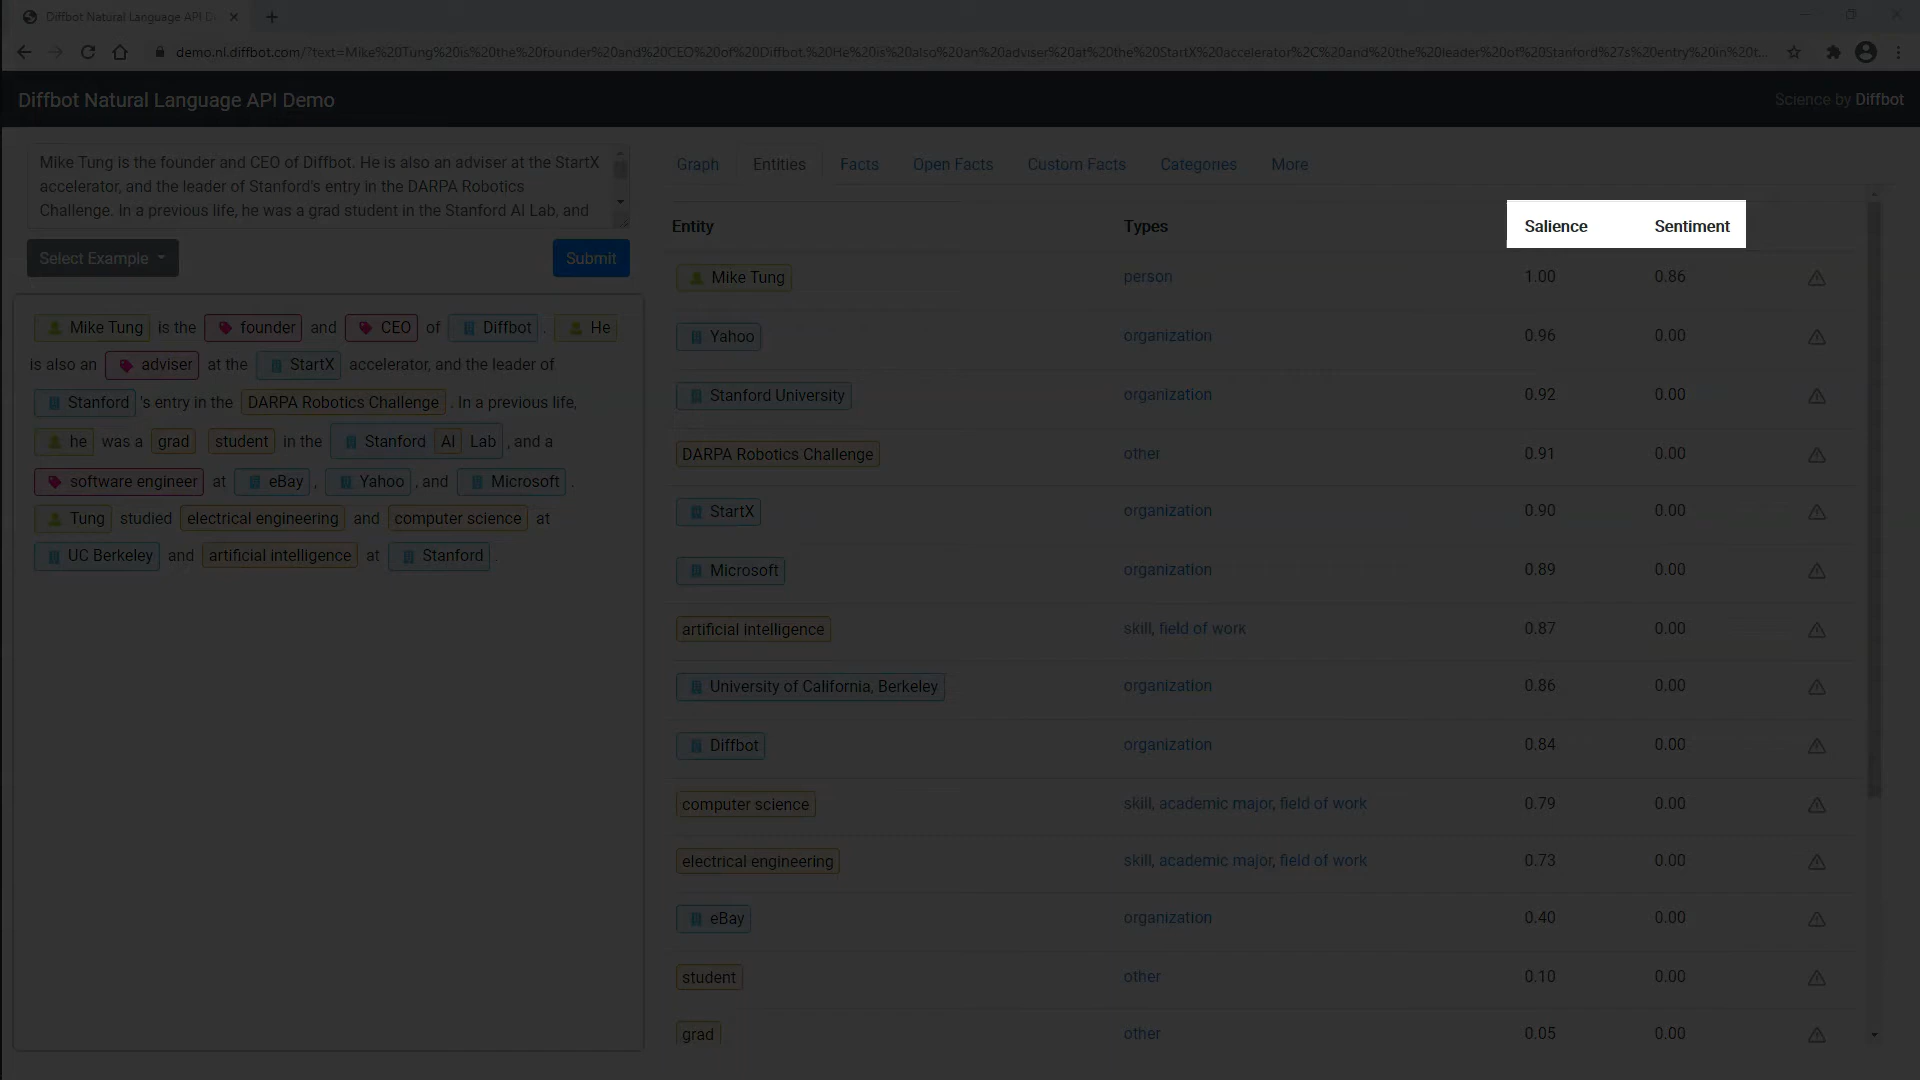 Diffbot Natural Language API D
demo.nl.diffbot.com/?text=Mike%20Tung%20is%20the%20founder%20and%20CEO%20of%20Diffbot.%20He%20is%20also%20an%20adviser%20at%20the%20StartX%20accelerator%2C%20and%20the%20leader%20of%20Stanford%27s%20entry%20in%20t...
Diffbot Natural Language API Demo
Science by Diffbot
Mike Tung is the founder and CEO of Diffbot. He is also an adviser at the StartX
accelerator, and the leader of Stanford's entry in the DARPA Robotics
Challenge. In a previous life, he was a grad student in the Stanford AI Lab, and
Select Example
Submit
Mike Tung is the founder and CEO of Diffbot . He
is also an adviser at the StartX accelerator, and the leader of
Stanford 's entry in the DARPA Robotics Challenge . In a previous life,
he was a grad student in the Stanford AI Lab , and a
software engineer at eBay , Yahoo , and Microsoft .
Tung studied electrical engineering and computer science at
UC Berkeley and artificial intelligence at Stanford .
Graph Entities Facts Open Facts Custom Facts Categories More
Entity Types Salience Sentiment
Mike Tung person 1.00 0.86
Yahoo organization 0.96 0.00
Stanford University organization 0.92 0.00
DARPA Robotics Challenge other 0.91 0.00
StartX organization 0.90 0.00
Microsoft organization 0.89 0.00
artificial intelligence skill, field of work 0.87 0.00
University of California, Berkeley organization 0.86 0.00
Diffbot organization 0.84 0.00
computer science skill, academic major, field of work 0.79 0.00
electrical engineering skill, academic major, field of work 0.73 0.00
eBay organization 0.40 0.00
student other 0.10 0.00
grad other 0.05 0.00